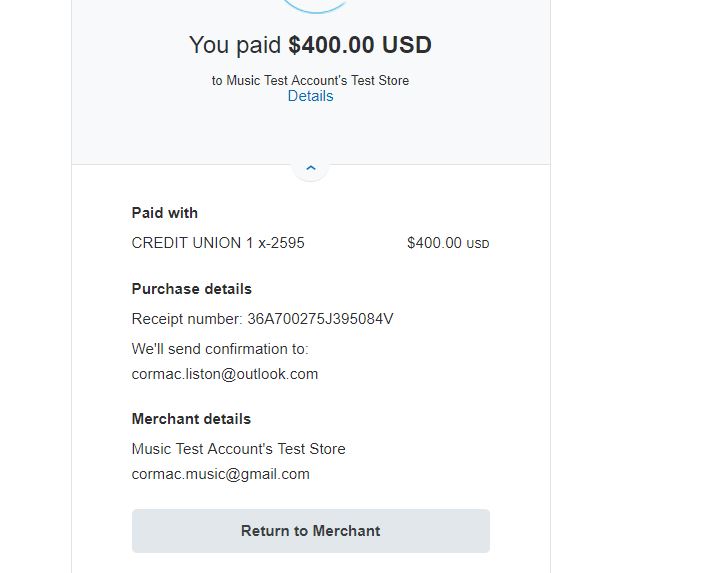 You paid $400.00 USD
to Music Test Account's Test Store
Details
Paid with
CREDIT UNION 1 x-2595 $400.00 USD
Purchase details
Receipt number: 36A700275J395084V
We'll send confirmation to:
cormac.liston@outlook.com
Merchant details
Music Test Account's Test Store
cormac.music@gmail.com
Return to Merchant